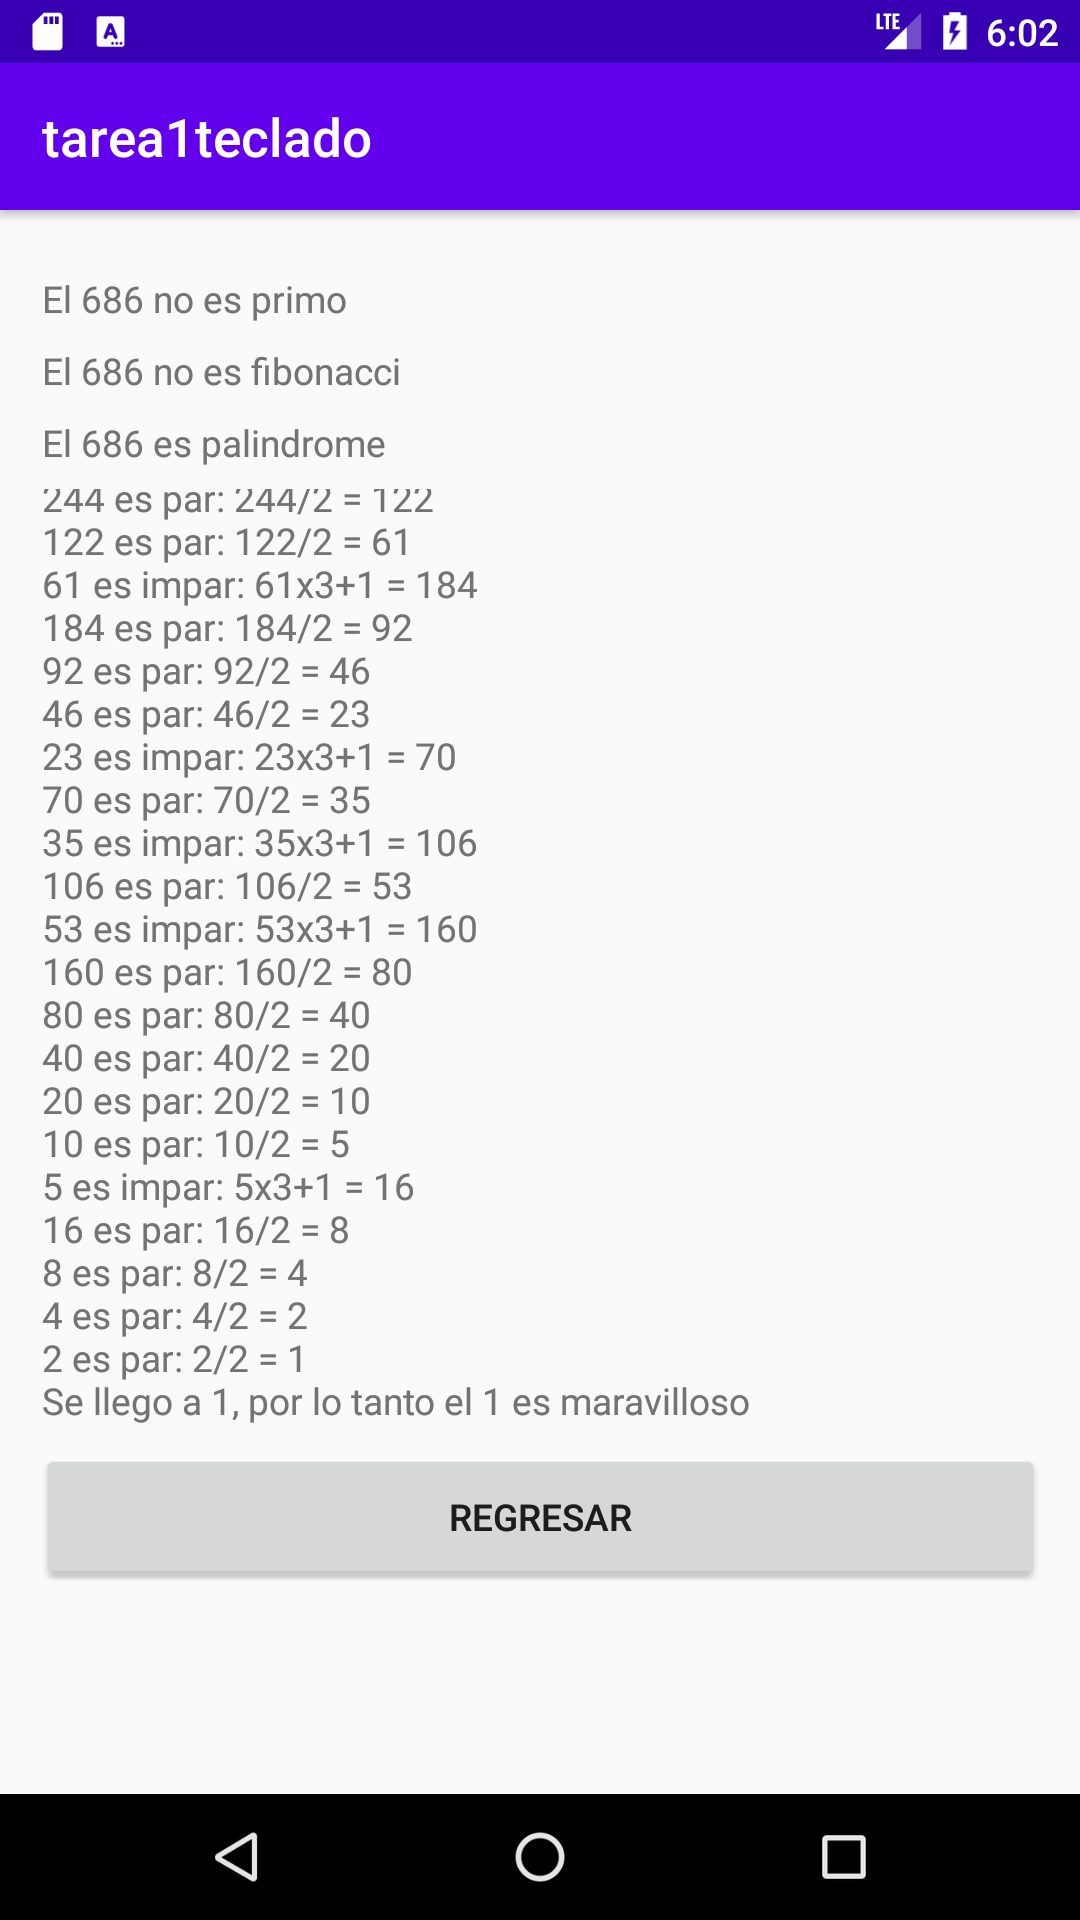 LTE 6:02
tarea1teclado
El 686 no es primo
El 686 no es fibonacci
El 686 es palindrome
244 es par: 244/2 = 122
122 es par: 122/2 = 61
61 es impar: 61x3+1 = 184
184 es par: 184/2 = 92
92 es par: 92/2 = 46
46 es par: 46/2 = 23
23 es impar: 23x3+1 = 70
70 es par: 70/2 = 35
35 es impar: 35x3+1 = 106
106 es par: 106/2 = 53
53 es impar: 53x3+1 = 160
160 es par: 160/2 = 80
80 es par: 80/2 = 40
40 es par: 40/2 = 20
20 es par: 20/2 = 10
10 es par: 10/2 = 5
5 es impar: 5x3+1 = 16
16 es par: 16/2 = 8
8 es par: 8/2 = 4
4 es par: 4/2 = 2
2 es par: 2/2 = 1
Se llego a 1, por lo tanto el 1 es maravilloso
REGRESAR